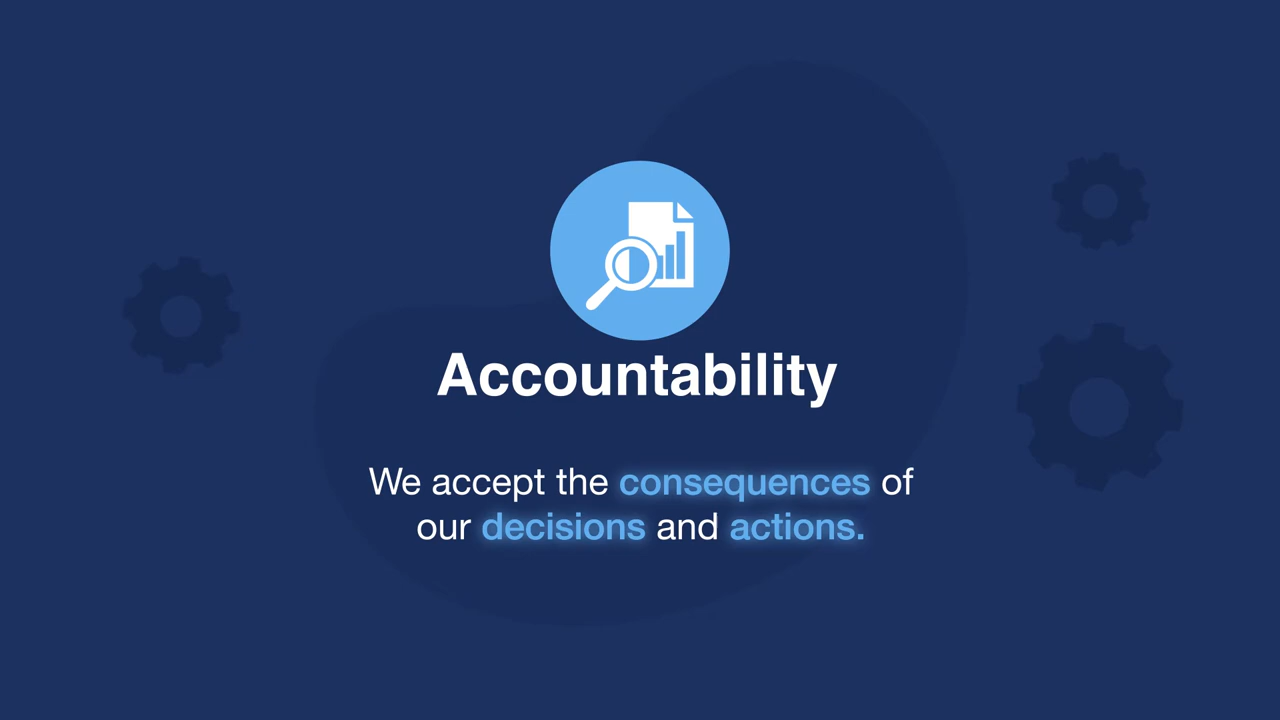 Accountability
We accept the consequences of
our decisions and actions.